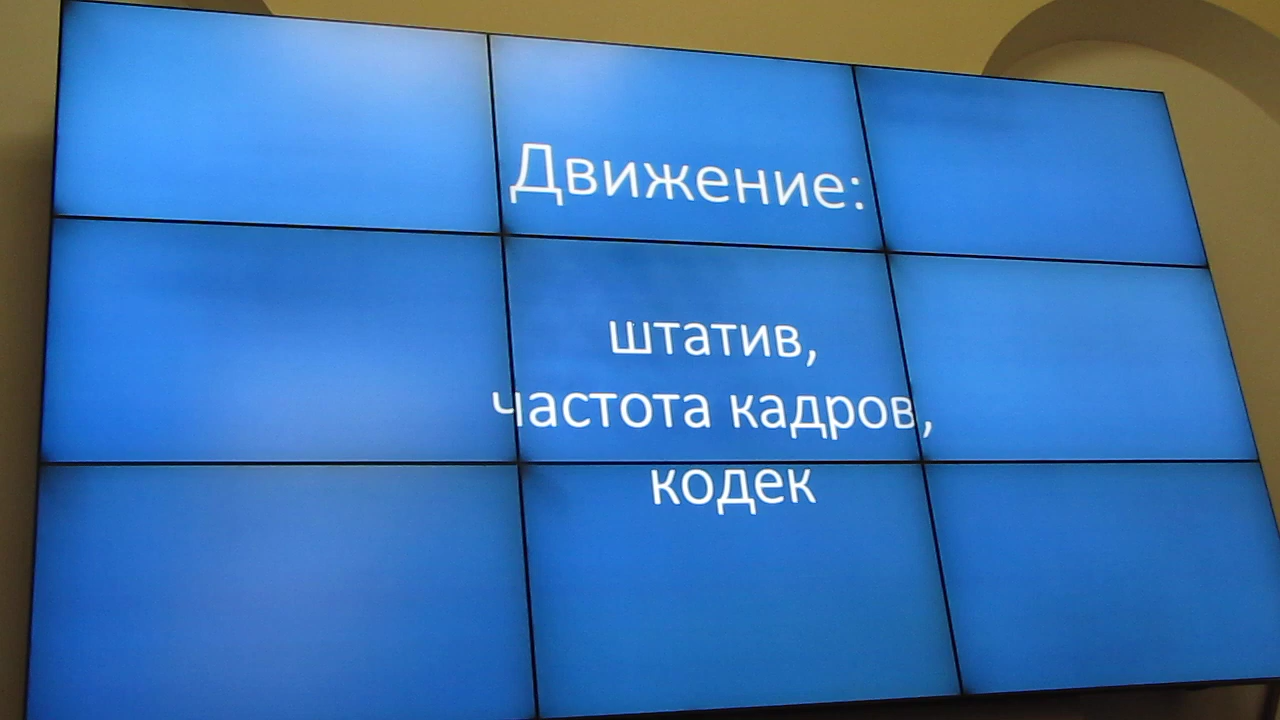 Движение:
штатив,
частота кадров,
кодек